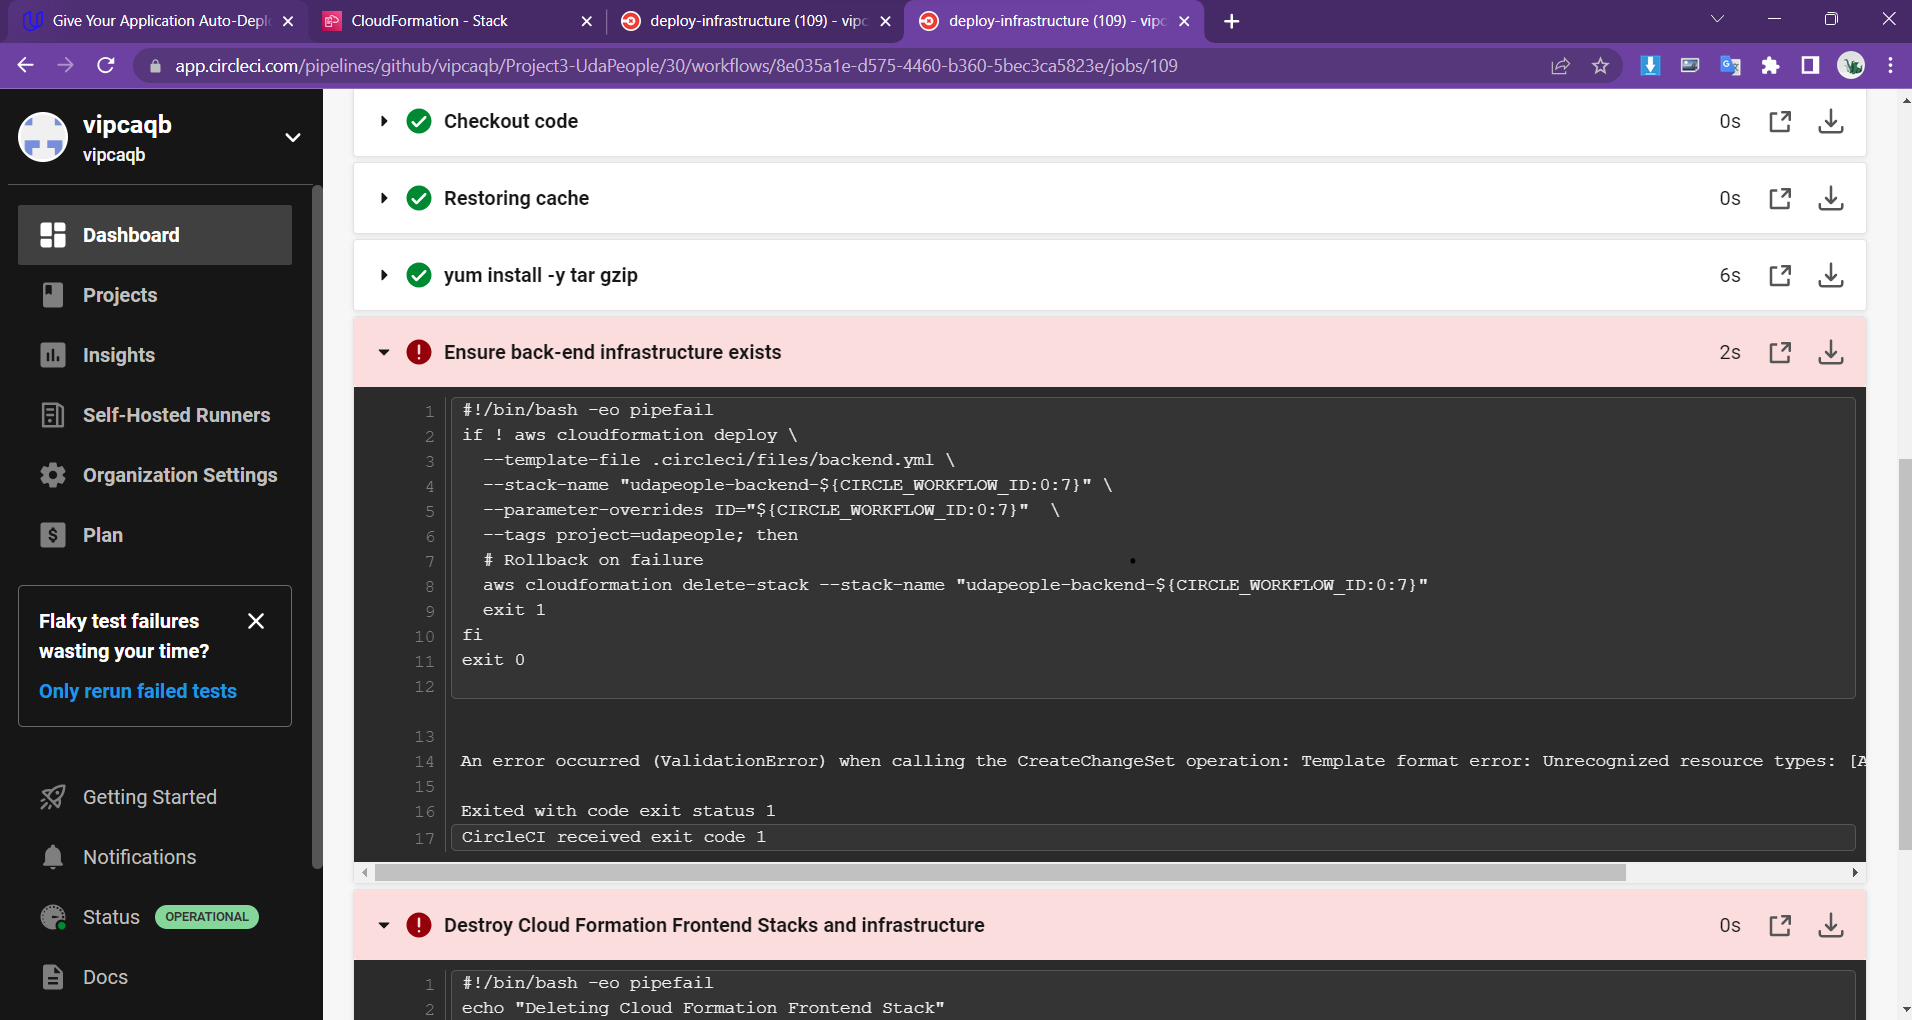 Give Your Application Auto-Depl
CloudFormation - Stack
deploy-infrastructure (109) - vipc
deploy-infrastructure (109) - vipc
app.circleci.com/pipelines/github/vipcaqb/Project3-UdaPeople/30/workflows/8e035a1e-d575-4460-b360-5bec3ca5823e/jobs/109
vipcaqb
vipcaqb
Dashboard
Projects
Insights
Self-Hosted Runners
Organization Settings
Plan
Flaky test failures
wasting your time?
Only rerun failed tests
Getting Started
Notifications
Status OPERATIONAL
Docs
Checkout code 0s
Restoring cache 0s
yum install -y tar gzip 6s
Ensure back-end infrastructure exists 2s
1 #!/bin/bash -eo pipefail
2 if ! aws cloudformation deploy \
3 --template-file .circleci/files/backend.yml \
4 --stack-name "udapeople-backend-${CIRCLE_WORKFLOW_ID:0:7}" \
5 --parameter-overrides ID="${CIRCLE_WORKFLOW_ID:0:7}" \
6 --tags project=udapeople; then
7 # Rollback on failure
8 aws cloudformation delete-stack --stack-name "udapeople-backend-${CIRCLE_WORKFLOW_ID:0:7}"
9 exit 1
10 fi
11 exit 0
12
13
14 An error occurred (ValidationError) when calling the CreateChangeSet operation: Template format error: Unrecognized resource types: [A
15
16 Exited with code exit status 1
17 CircleCI received exit code 1
Destroy Cloud Formation Frontend Stacks and infrastructure 0s
1 #!/bin/bash -eo pipefail
2 echo "Deleting Cloud Formation Frontend Stack"